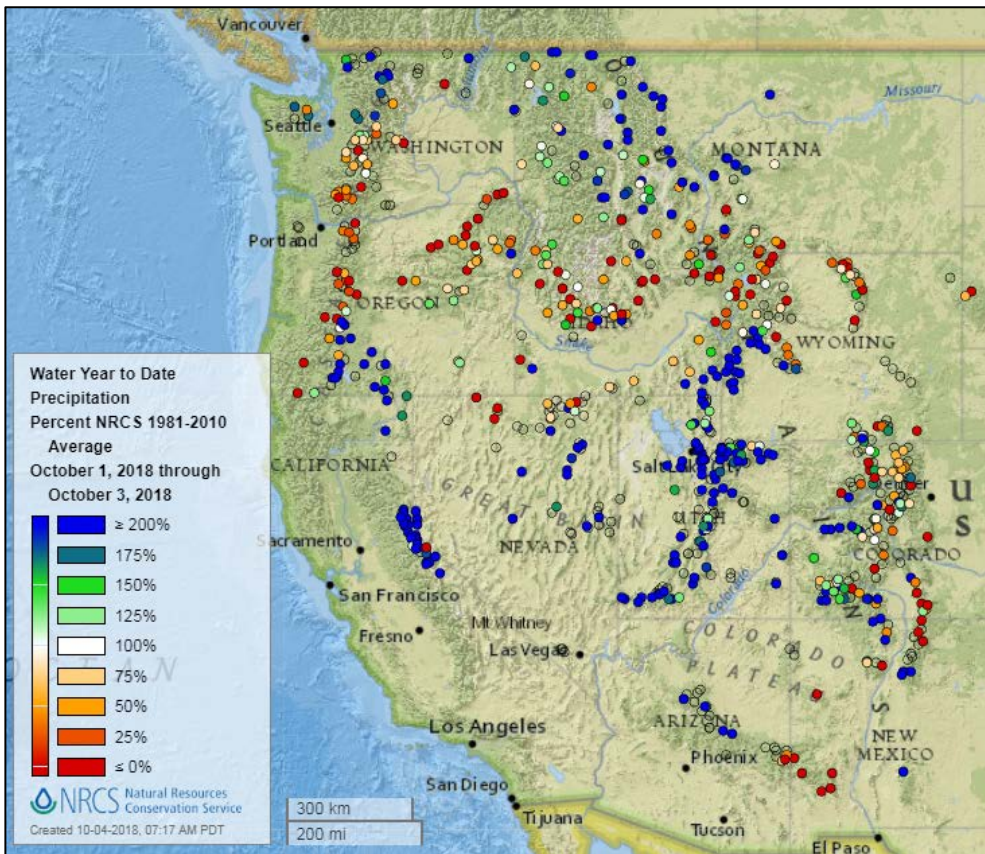 Vancouver
Columbia
Missouri
Seattle
WASHINGTON
MONTANA
Portland
OREGON
IDAHO
Snake
WYOMING
Water Year to Date
Precipitation
Percent NRCS 1981-2010
Average
October 1, 2018 through
October 3, 2018
≥ 200%
175%
150%
125%
100%
75%
50%
25%
≤ 0%
NRCS Natural Resources
Conservation Service
Created 10-04-2018, 07:17 AM PDT
CALIFORNIA
Salt Lake City
GREAT BASIN
Denver
US
UTAH
NEVADA
Sacramento
COLORADO
San Francisco
Colorado
Mt Whitney
Fresno
Las Vegas
COLORADO
PLATEAU
OCEAN
Los Angeles
ARIZONA
NEW
MEXICO
Phoenix
San Diego
300 km
200 mi
Tijuana
Tucson
El Paso